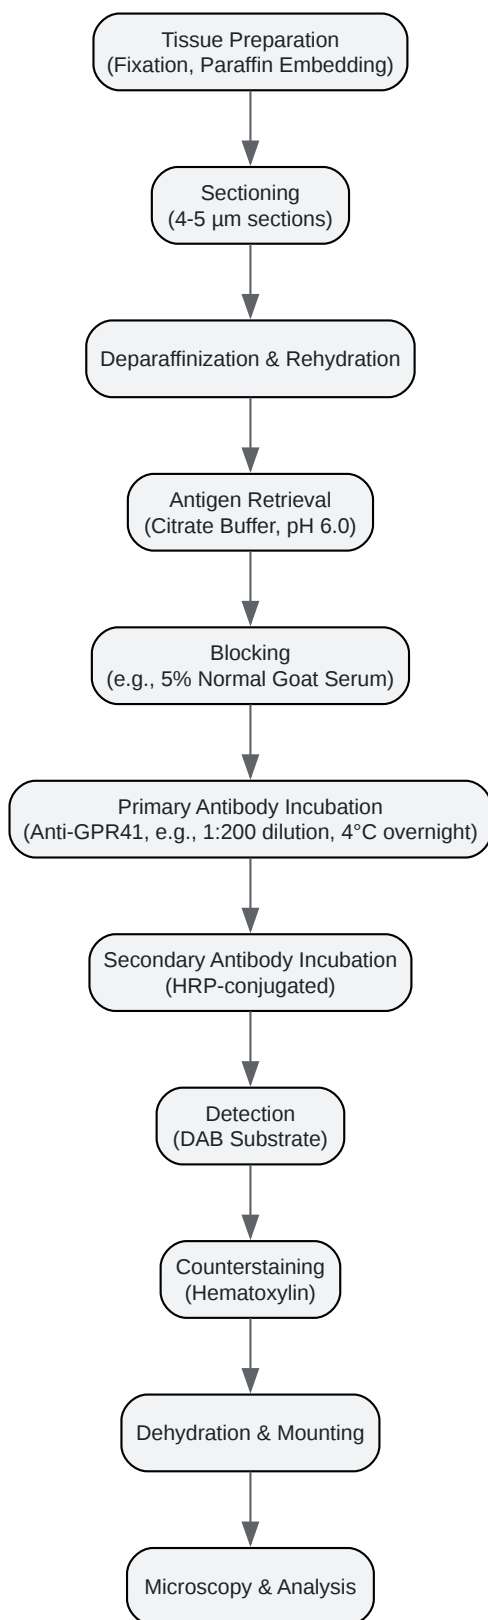 Tissue Preparation
(Fixation, Paraffin Embedding)
Sectioning
(4-5 µm sections)
Deparaffinization & Rehydration
Antigen Retrieval
(Citrate Buffer, pH 6.0)
Blocking
(e.g., 5% Normal Goat Serum)
Primary Antibody Incubation
(Anti-GPR41, e.g., 1:200 dilution, 4°C overnight)
Secondary Antibody Incubation
(HRP-conjugated)
Detection
(DAB Substrate)
Counterstaining
(Hematoxylin)
Dehydration & Mounting
Microscopy & Analysis